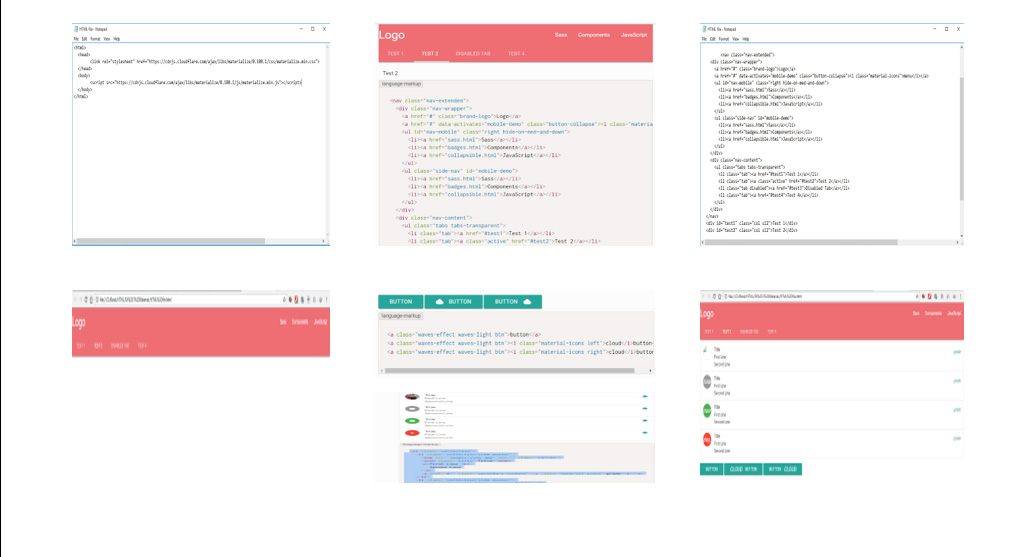 HTML file - Notepad
File Edit Format View Help
<html>
<head>
<link rel="stylesheet" href="https://cdnjs.cloudflare.com/ajax/libs/materialize/0.100.1/css/materialize.min.css">
</head>
<body>
<script src="https://cdnjs.cloudflare.com/ajax/libs/materialize/0.100.1/js/materialize.min.js"></script>
</body>
</html>
Logo
Sass Components JavaScript
TEST 1 TEST 2 DISABLED TAB TEST 4
Test 2
language-markup
<nav class="nav-extended">
<div class="nav-wrapper">
<a href="#" class="brand-logo">Logo</a>
<a href="#" data-activates="mobile-demo" class="button-collapse"><i class="materia
<ul id="nav-mobile" class="right hide-on-med-and-down">
<li><a href="sass.html">Sass</a></li>
<li><a href="badges.html">Components</a></li>
<li><a href="collapsible.html">JavaScript</a></li>
</ul>
<ul class="side-nav" id="mobile-demo">
<li><a href="sass.html">Sass</a></li>
<li><a href="badges.html">Components</a></li>
<li><a href="collapsible.html">JavaScript</a></li>
</ul>
</div>
<div class="nav-content">
<ul class="tabs tabs-transparent">
<li class="tab"><a href="#test1">Test 1</a></li>
<li class="tab"><a class="active" href="#test2">Test 2</a></li>
HTML file - Notepad
File Edit Format View Help
<nav class="nav-extended">
<div class="nav-wrapper">
<a href="#" class="brand-logo">Logo</a>
<a href="#" data-activates="mobile-demo" class="button-collapse"><i class="material-icons">menu</i></a>
<ul id="nav-mobile" class="right hide-on-med-and-down">
<li><a href="sass.html">Sass</a></li>
<li><a href="badges.html">Components</a></li>
<li><a href="collapsible.html">JavaScript</a></li>
</ul>
<ul class="side-nav" id="mobile-demo">
<li><a href="sass.html">Sass</a></li>
<li><a href="badges.html">Components</a></li>
<li><a href="collapsible.html">JavaScript</a></li>
</ul>
</div>
<div class="nav-content">
<ul class="tabs tabs-transparent">
<li class="tab"><a href="#test1">Test 1</a></li>
<li class="tab"><a class="active" href="#test2">Test 2</a></li>
<li class="tab disabled"><a href="#test3">Disabled Tab</a></li>
<li class="tab"><a href="#test4">Test 4</a></li>
</ul>
</div>
</nav>
<div id="test1" class="col s12">Test 1</div>
<div id="test2" class="col s12">Test 2</div>
Logo
Sass Components JavaScript
TEST 1 TEST 2 DISABLED TAB TEST 4
BUTTON BUTTON BUTTON
language-markup
<a class="waves-effect waves-light btn">button</a>
<a class="waves-effect waves-light btn"><i class="material-icons left">cloud</i>button
<a class="waves-effect waves-light btn"><i class="material-icons right">cloud</i>button
Logo
Sass Components JavaScript
TEST 1 TEST 2 DISABLED TAB TEST 4
Title
First Line
Second Line
grade
Title
First Line
Second Line
grade
Title
First Line
Second Line
grade
Title
First Line
Second Line
grade
BUTTON CLOUD BUTTON BUTTON CLOUD